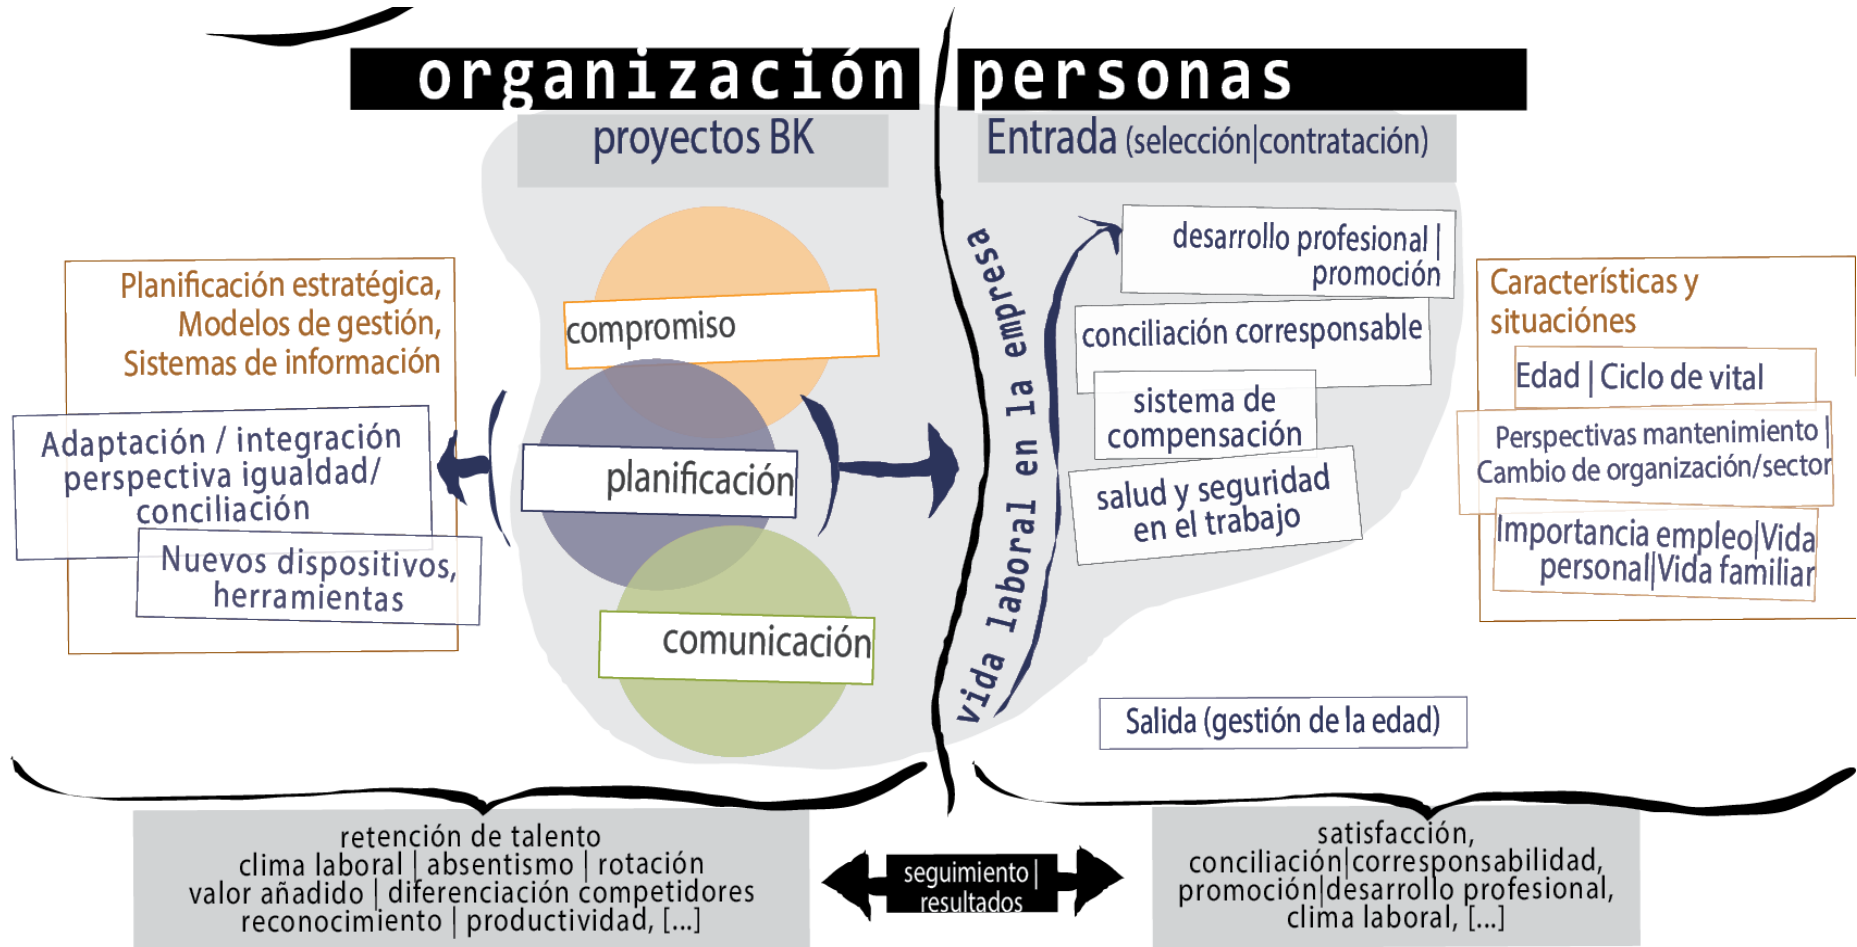 organización
personas
proyectos BK
Entrada (selección|contratación)
Planificación estratégica,
Modelos de gestión,
Sistemas de información
Adaptación / integración
perspectiva igualdad/
conciliación
Nuevos dispositivos,
herramientas
compromiso
planificación
comunicación
vida laboral en la empresa
desarrollo profesional |
promoción
conciliación corresponsable
sistema de
compensación
salud y seguridad
en el trabajo
Salida (gestión de la edad)
Características y
situaciónes
Edad | Ciclo de vital
Perspectivas mantenimiento |
Cambio de organización/sector
Importancia empleo|Vida
personal|Vida familiar
retención de talento
clima laboral | absentismo | rotación
valor añadido | diferenciación competidores
reconocimiento | productividad, [...]
seguimiento |
resultados
satisfacción,
conciliación|corresponsabilidad,
promoción|desarrollo profesional,
clima laboral, [...]